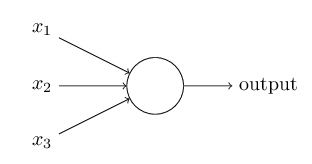 x₁
x₂ output
x₃